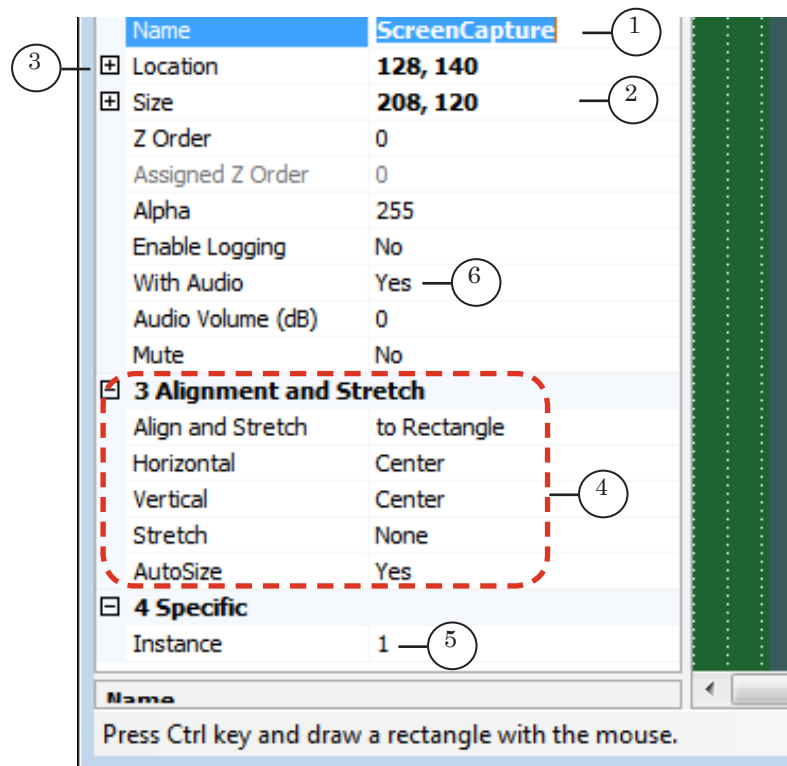 Name ScreenCapture 1
3 Location 128, 140
Size 208, 120 2
Z Order 0
Assigned Z Order 0
Alpha 255
Enable Logging No
With Audio Yes 6
Audio Volume (dB) 0
Mute No
3 Alignment and Stretch
Align and Stretch to Rectangle
Horizontal Center
Vertical Center 4
Stretch None
AutoSize Yes
4 Specific
Instance 1 5
Name
Press Ctrl key and draw a rectangle with the mouse.